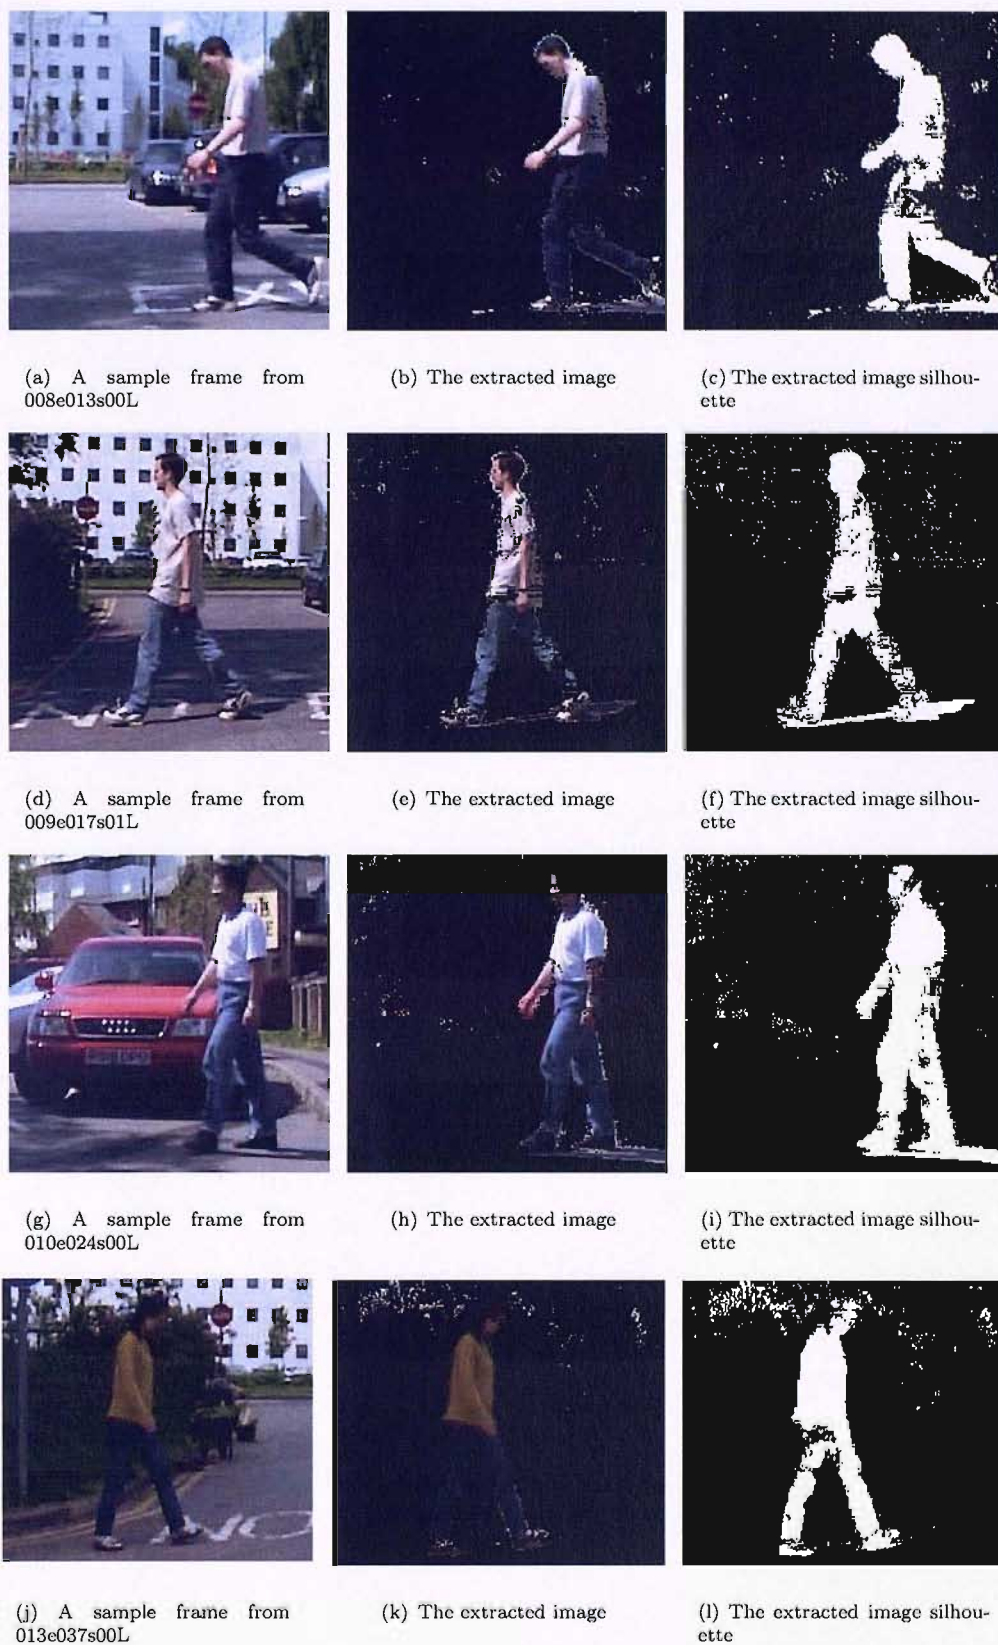 (a) A sample frame from
008e013s00L
(b) The extracted image
(c) The extracted image silhou-
ette
(d) A sample frame from
009e017s01L
(e) The extracted image
(f) The extracted image silhou-
ette
(g) A sample frame from
010e024s00L
(h) The extracted image
(i) The extracted image silhou-
ette
(j) A sample frame from
013e037s00L
(k) The extracted image
(l) The extracted image silhou-
ette